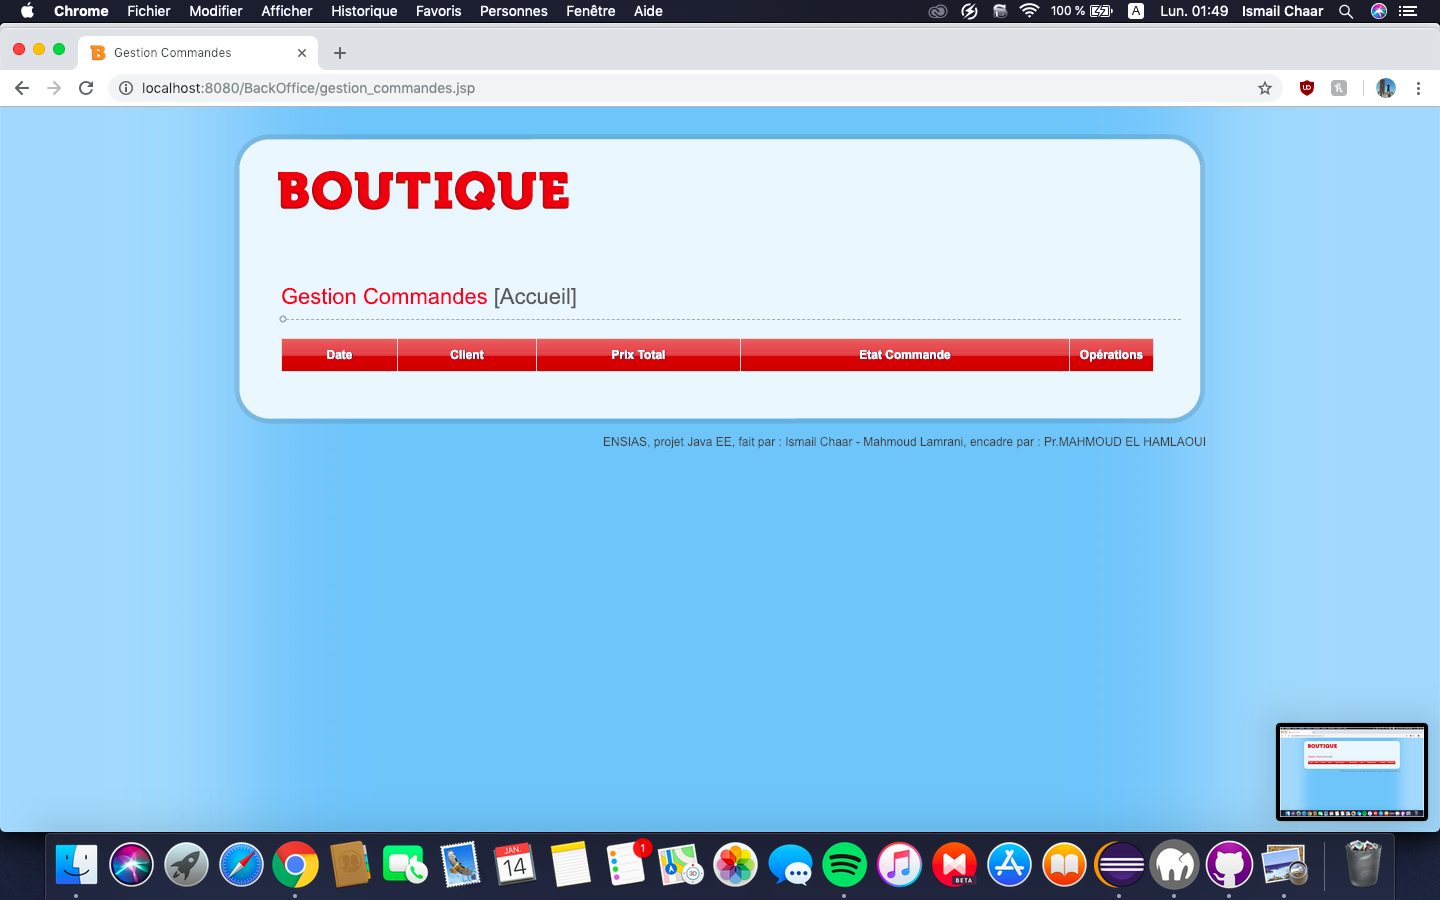 Chrome Fichier Modifier Afficher Historique Favoris Personnes Fenêtre Aide 100 % A Lun. 01:49 Ismail Chaar
Gestion Commandes
localhost:8080/BackOffice/gestion_commandes.jsp
BOUTIQUE
Gestion Commandes [Accueil]
Date Client Prix Total Etat Commande Opérations
ENSIAS, projet Java EE, fait par : Ismail Chaar - Mahmoud Lamrani, encadre par : Pr.MAHMOUD EL HAMLAOUI
BOUTIQUE
JAN.
14
1
3D
BETA